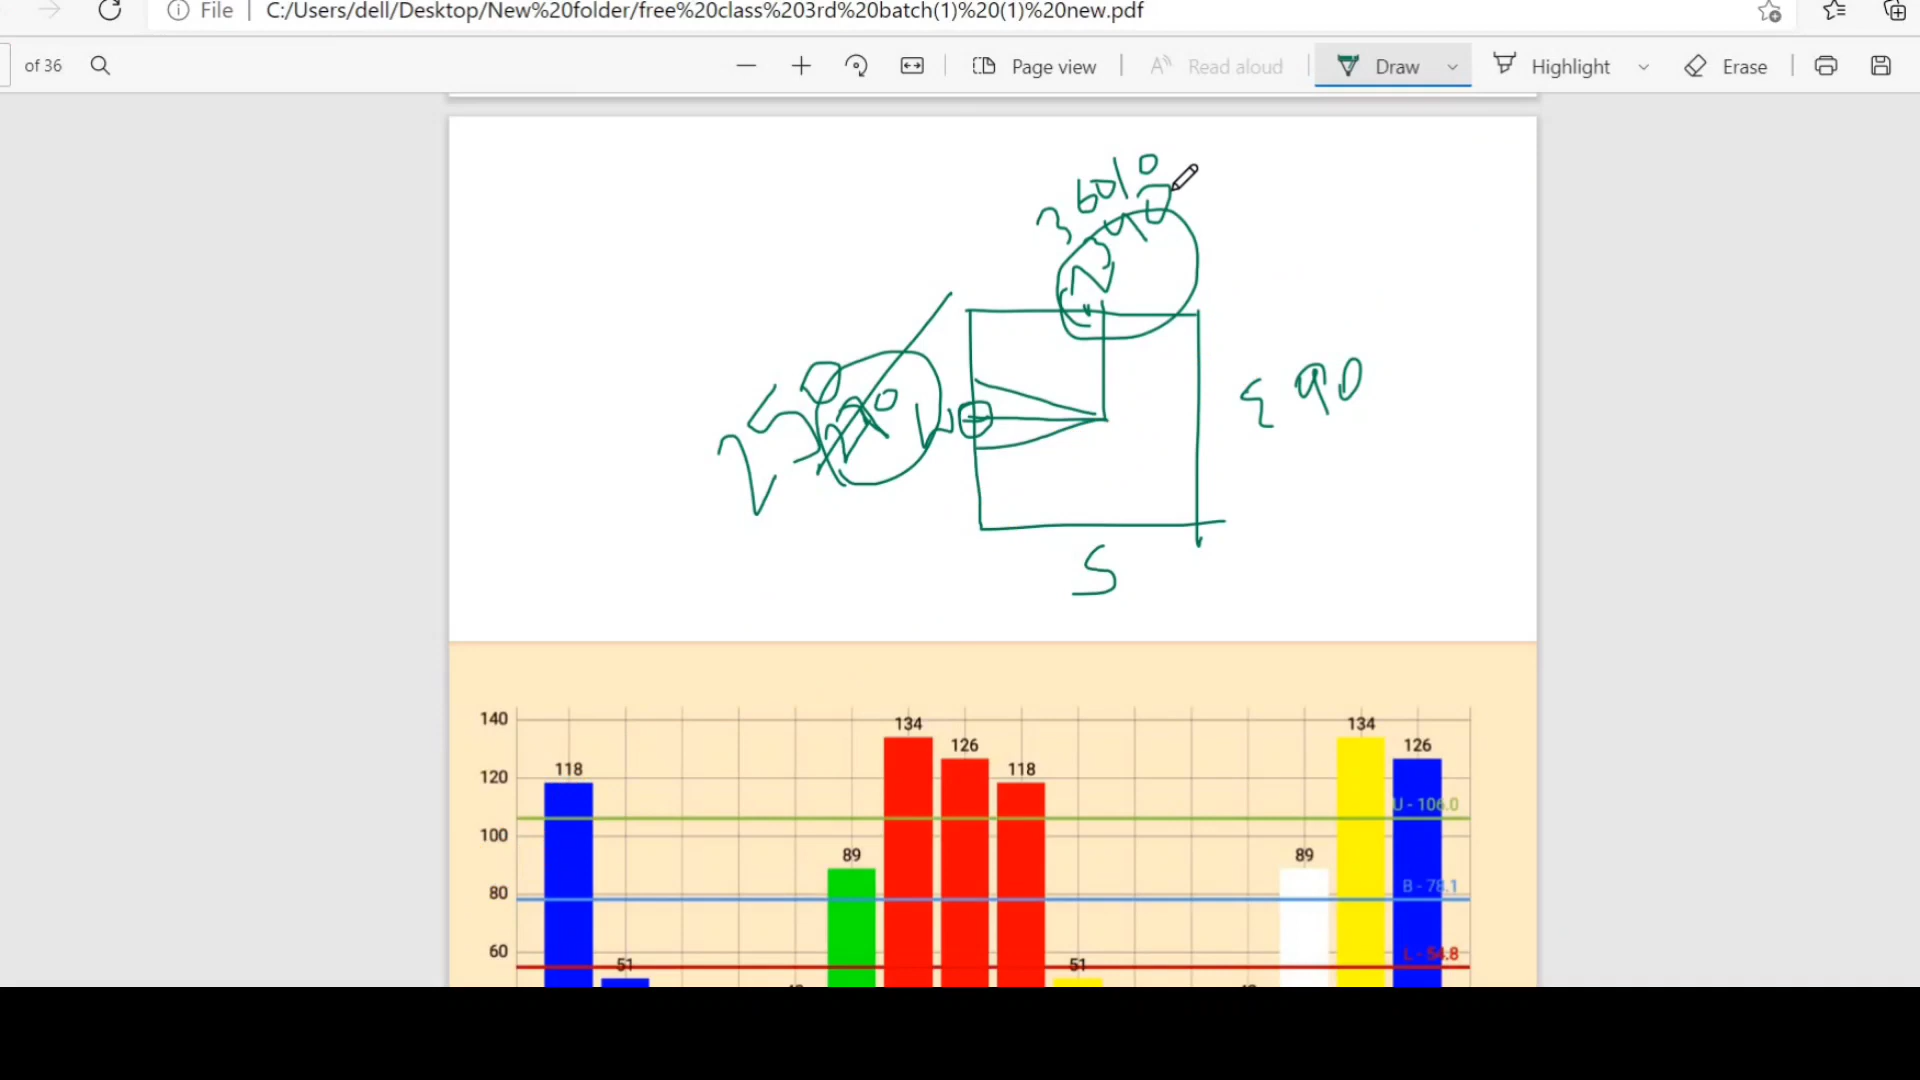 File C:/Users/dell/Desktop/New%20folder/free%20class%203rd%20batch(1)%20(1)%20new.pdf
of 36 Page view Read aloud Draw Highlight Erase
360/0
N
W
90
S
140 134 134
126 126
120 118 118
U - 106.0
100
89 89
80 B - 78.1
60 L - 54.8
51 51